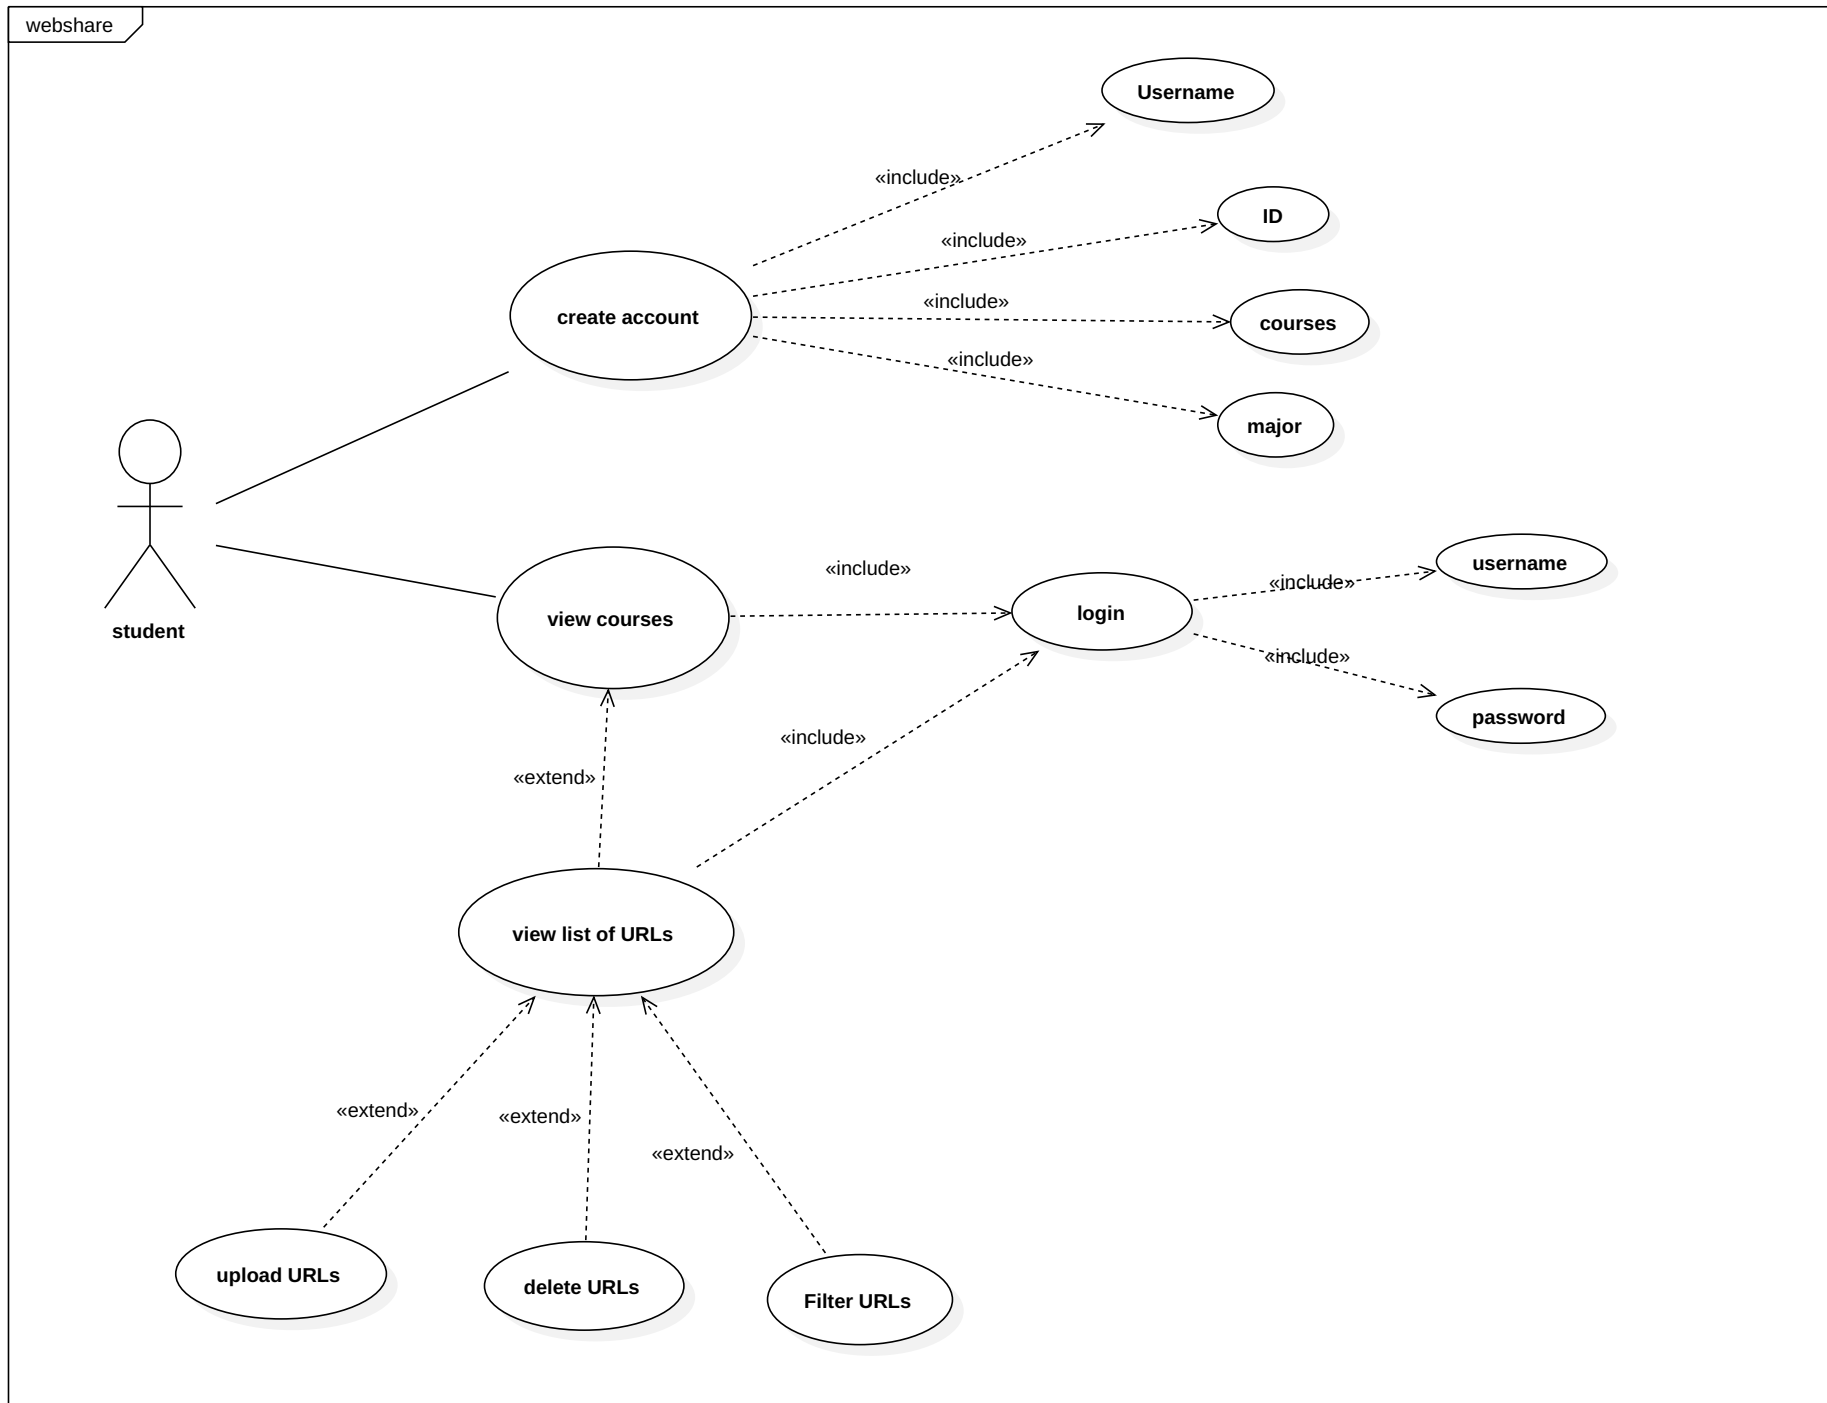 webshare
Username
«include»
ID
«include»
«include»
create account
courses
«include»
major
student
view courses
«include»
login
«include»
username
«include»
password
«include»
«extend»
view list of URLs
«extend»
«extend»
«extend»
upload URLs
delete URLs
Filter URLs